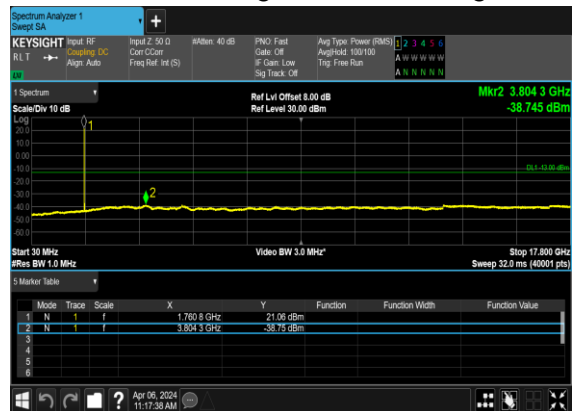 Spectrum Analyzer 1
Swept SA
+
KEYSIGHT Input: RF Input Z: 50 Ω #Atten: 40 dB PNO: Fast Avg Type: Power (RMS) 1 2 3 4 5 6
RLT Coupling: DC Corr CCorr Gate: Off Avg|Hold: 100/100 A W W W W W
Align: Auto Freq Ref: Int (S) IF Gain: Low Trig: Free Run
LW Sig Track: Off A N N N N N
1 Spectrum Ref Lvl Offset 8.00 dB Mkr2 3.804 3 GHz
Scale/Div 10 dB Ref Level 30.00 dBm -38.745 dBm
Log
20.0
10.0
0.00
-10.0
DL1 -13.00 dBm
-20.0
-30.0
-40.0
-50.0
-60.0
1
2
Start 30 MHz Video BW 3.0 MHz* Stop 17.800 GHz
#Res BW 1.0 MHz Sweep 32.0 ms (40001 pts)
5 Marker Table
Mode Trace Scale X Y Function Function Width Function Value
1 N 1 f 1.760 8 GHz 21.06 dBm
2 N 1 f 3.804 3 GHz -38.75 dBm
3
4
5
6
? Apr 06, 2024
11:17:38 AM